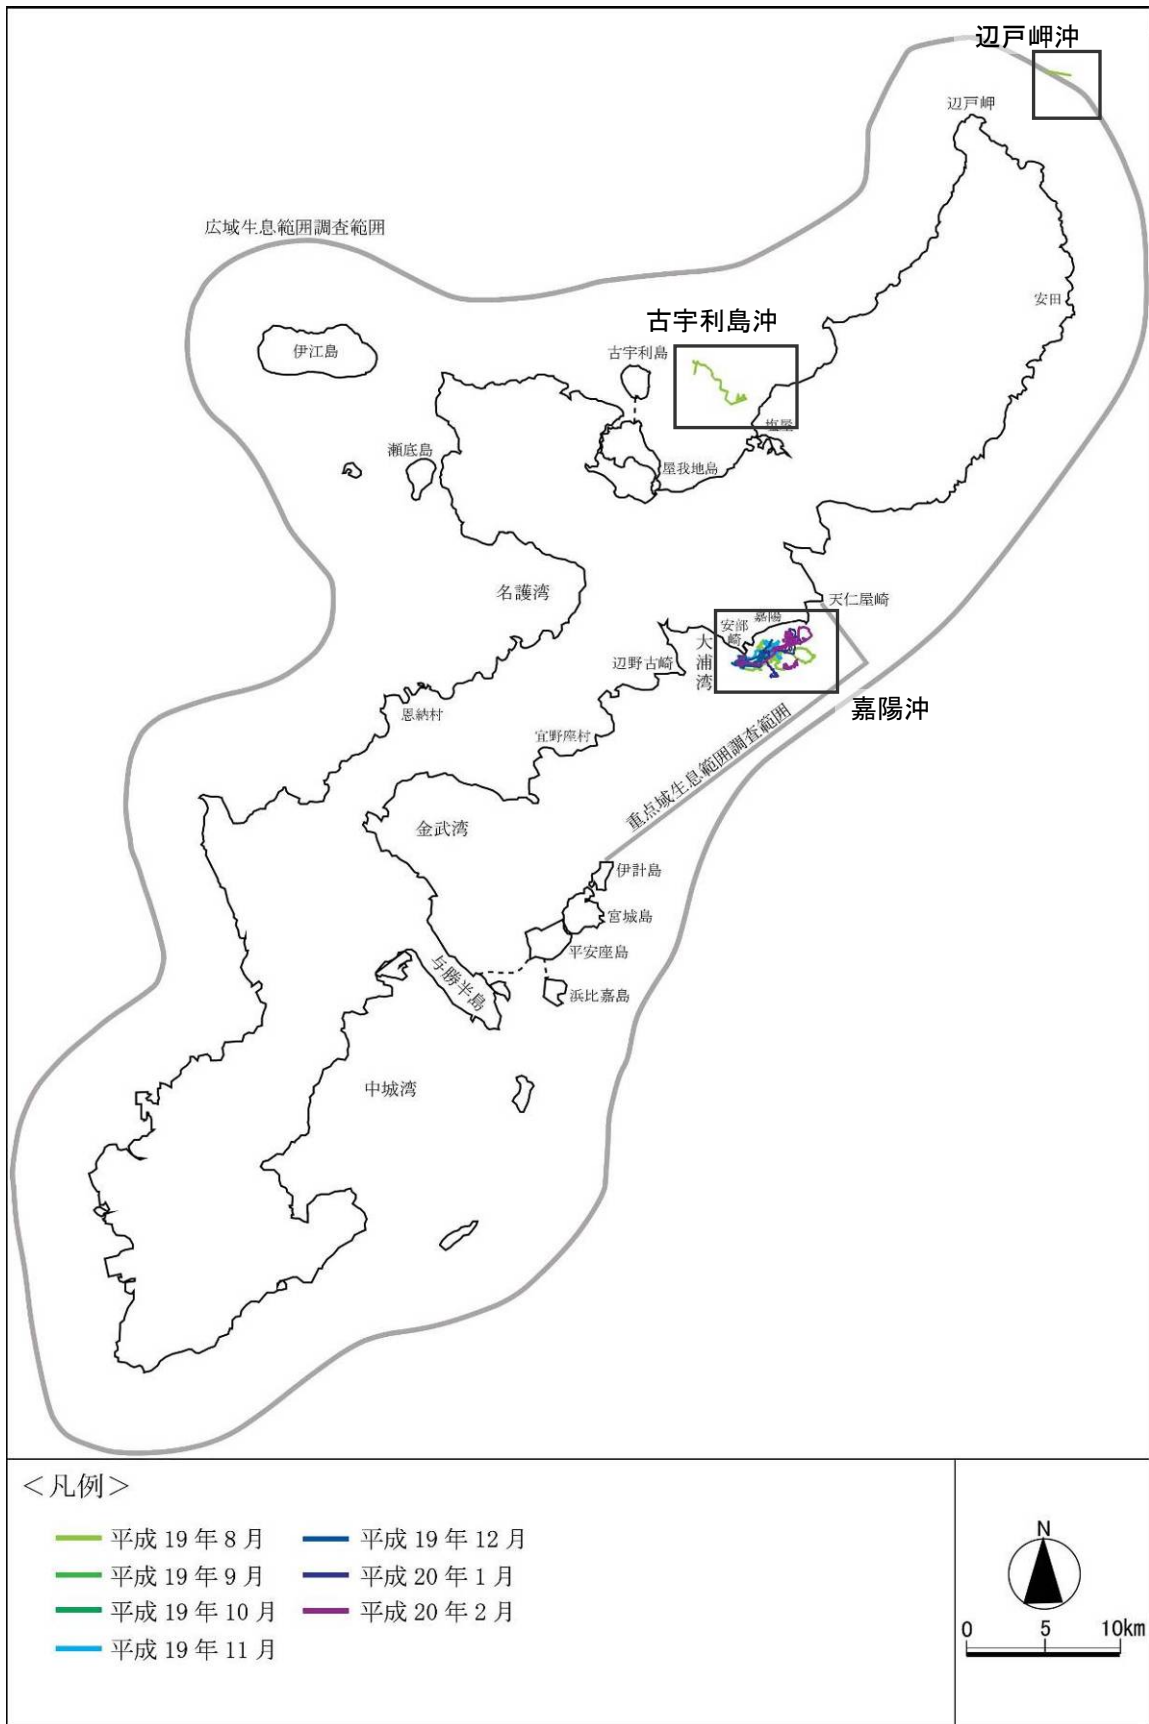 辺戸岬沖
辺戸岬
広域生息範囲調査範囲
安田
古宇利島沖
伊江島
古宇利島
塩屋
瀬底島
屋我地島
名護湾
天仁屋崎
嘉陽
安部崎
大浦湾
辺野古崎
嘉陽沖
恩納村
宜野座村
重点域生息範囲調査範囲
金武湾
伊計島
宮城島
平安座島
与勝半島
浜比嘉島
中城湾
＜凡例＞
平成 19 年 8 月
平成 19 年 12 月
平成 19 年 9 月
平成 20 年 1 月
平成 19 年 10 月
平成 20 年 2 月
平成 19 年 11 月
N
0 5 10km